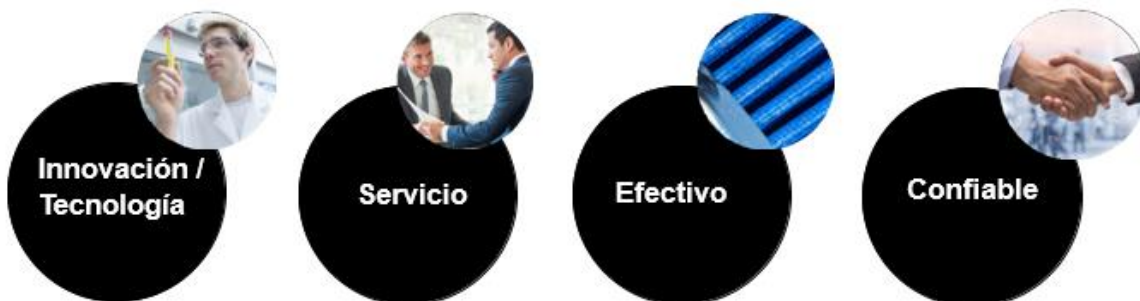 Innovación /
Tecnología
Servicio
Efectivo
Confiable